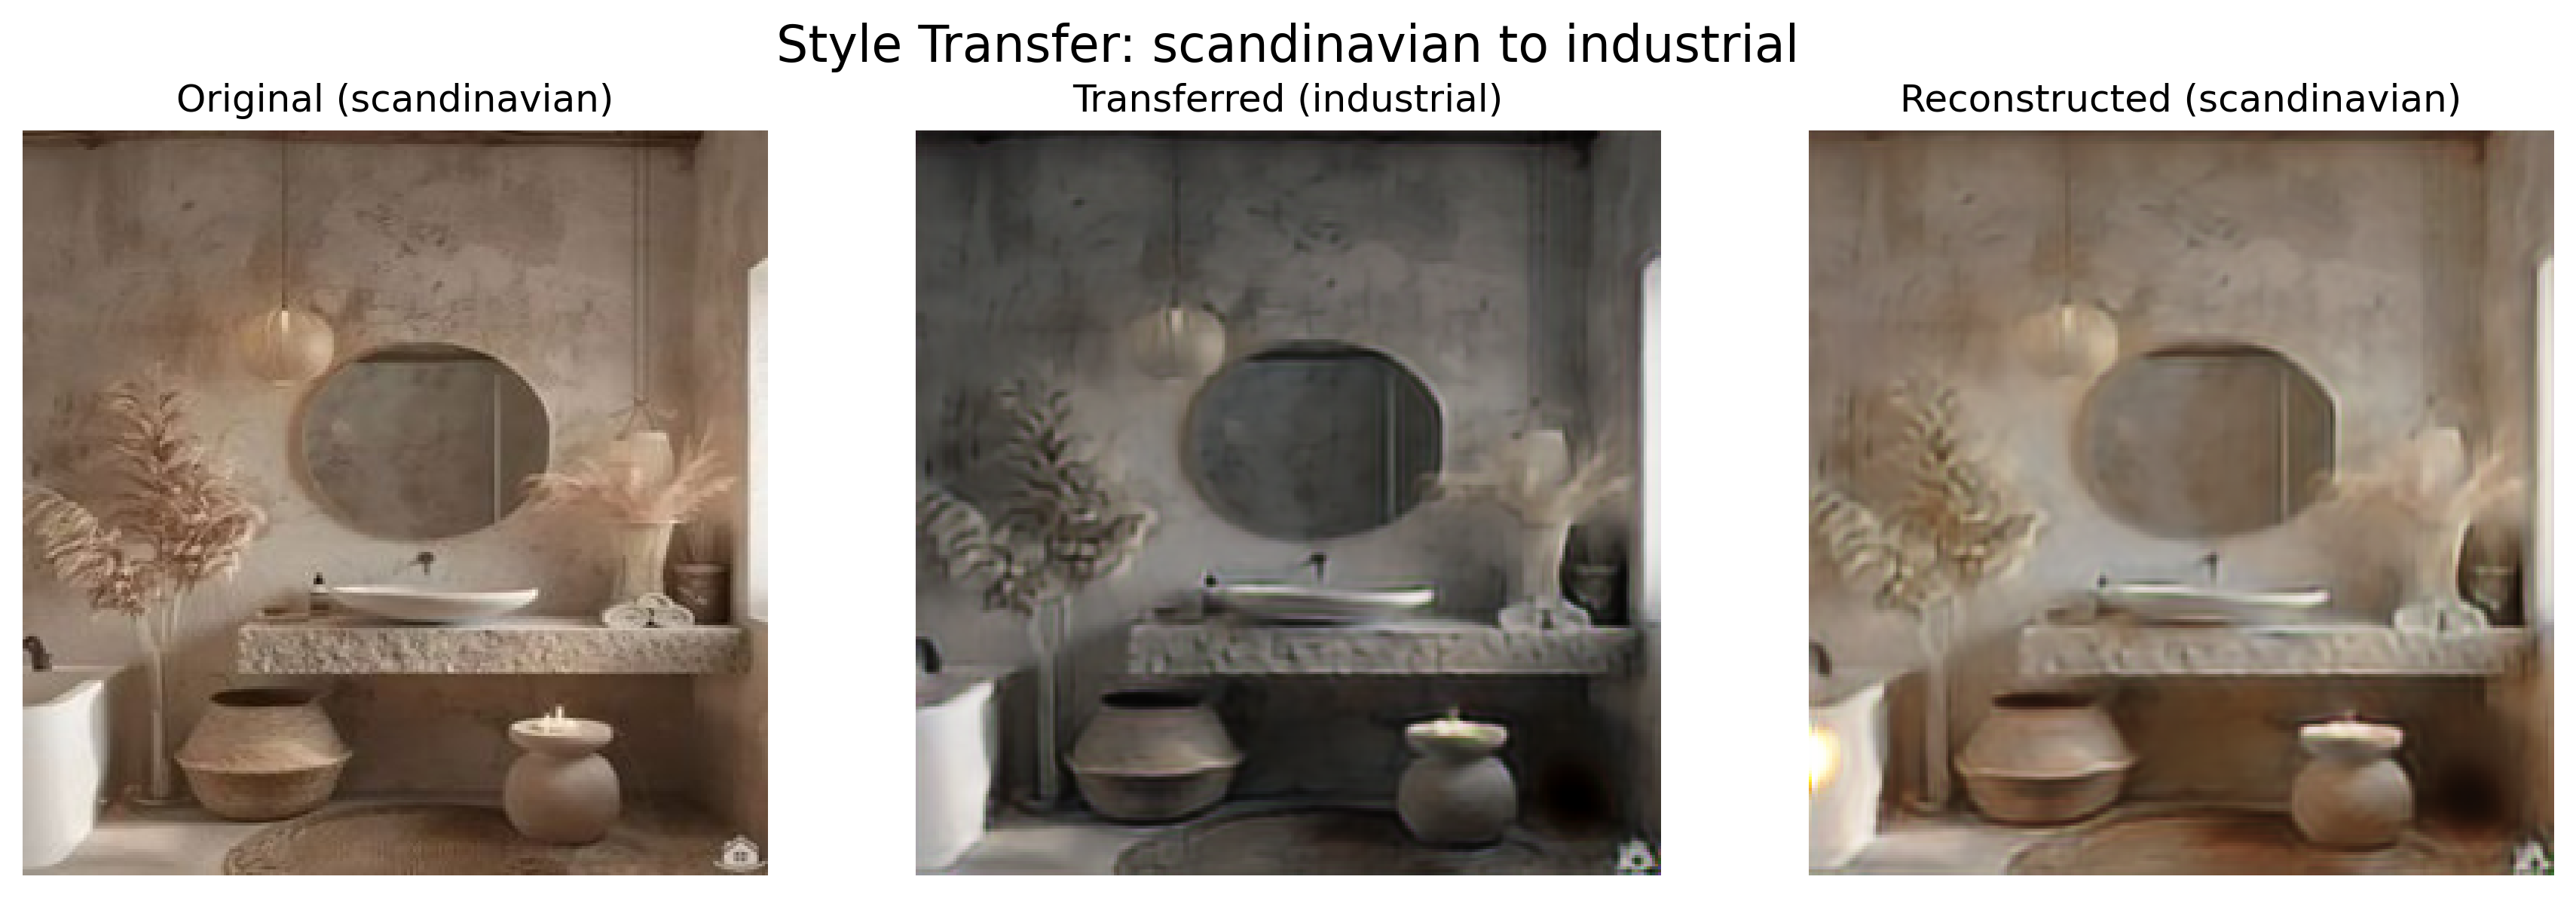 Style Transfer: scandinavian to industrial
Original (scandinavian)
Transferred (industrial)
Reconstructed (scandinavian)